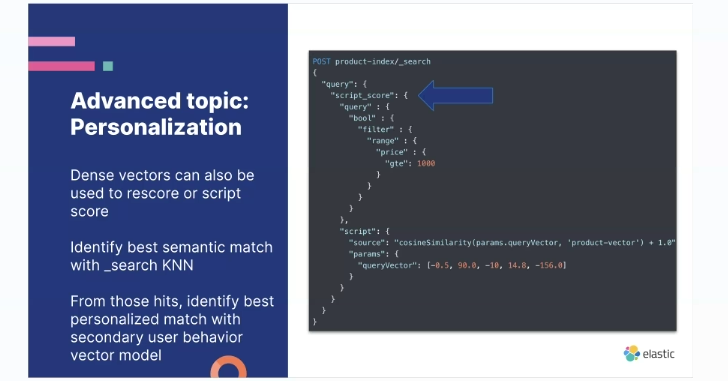 Advanced topic:
Personalization
Dense vectors can also be
used to rescore or script
score
Identify best semantic match
with _search KNN
From those hits, identify best
personalized match with
secondary user behavior
vector model
POST product-index/_search
{
"query": {
"script_score": {
"query" : {
"bool" : {
"filter" : {
"range" : {
"price" : {
"gte": 1000
}
}
}
}
},
"script": {
"source": "cosineSimilarity(params.queryVector, 'product-vector') + 1.0"
"params": {
"queryVector": [-0.5, 90.0, -10, 14.8, -156.0]
}
}
}
}
}
elastic